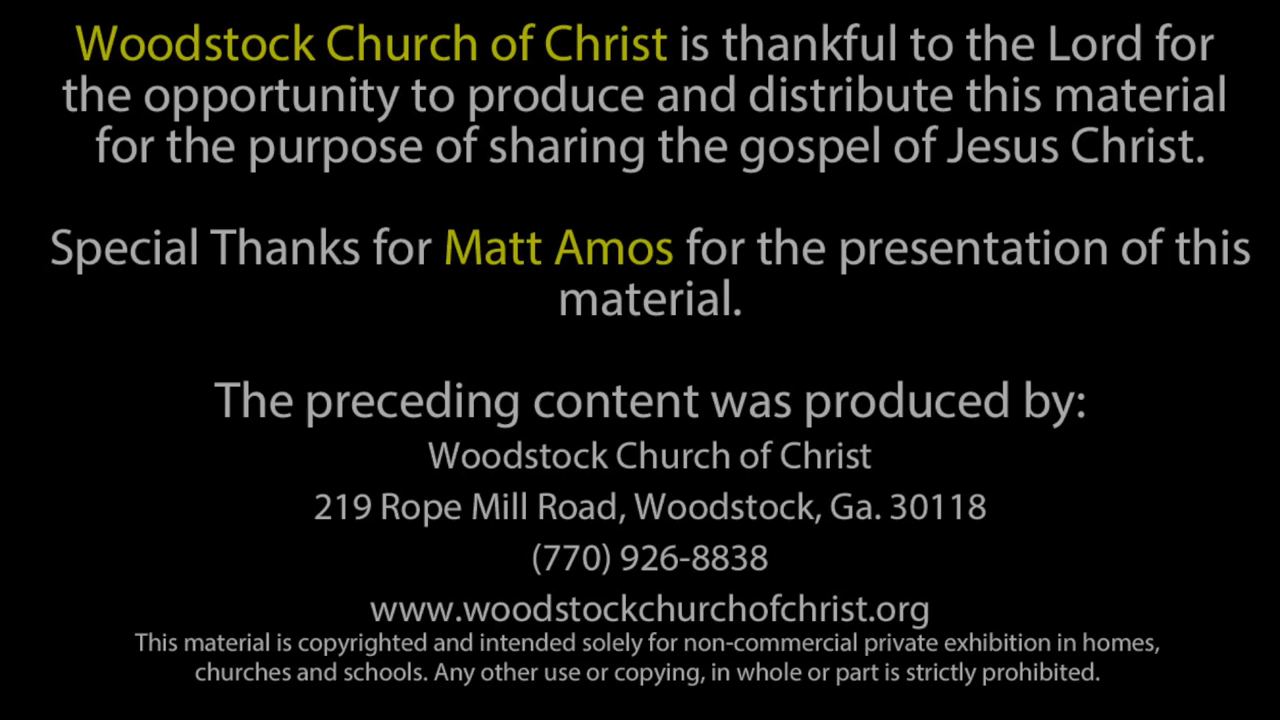 Woodstock Church of Christ is thankful to the Lord for
the opportunity to produce and distribute this material
for the purpose of sharing the gospel of Jesus Christ.
Special Thanks for Matt Amos for the presentation of this
material.
The preceding content was produced by:
Woodstock Church of Christ
219 Rope Mill Road, Woodstock, Ga. 30118
(770) 926-8838
www.woodstockchurchofchrist.org
This material is copyrighted and intended solely for non-commercial private exhibition in homes,
churches and schools. Any other use or copying, in whole or part is strictly prohibited.